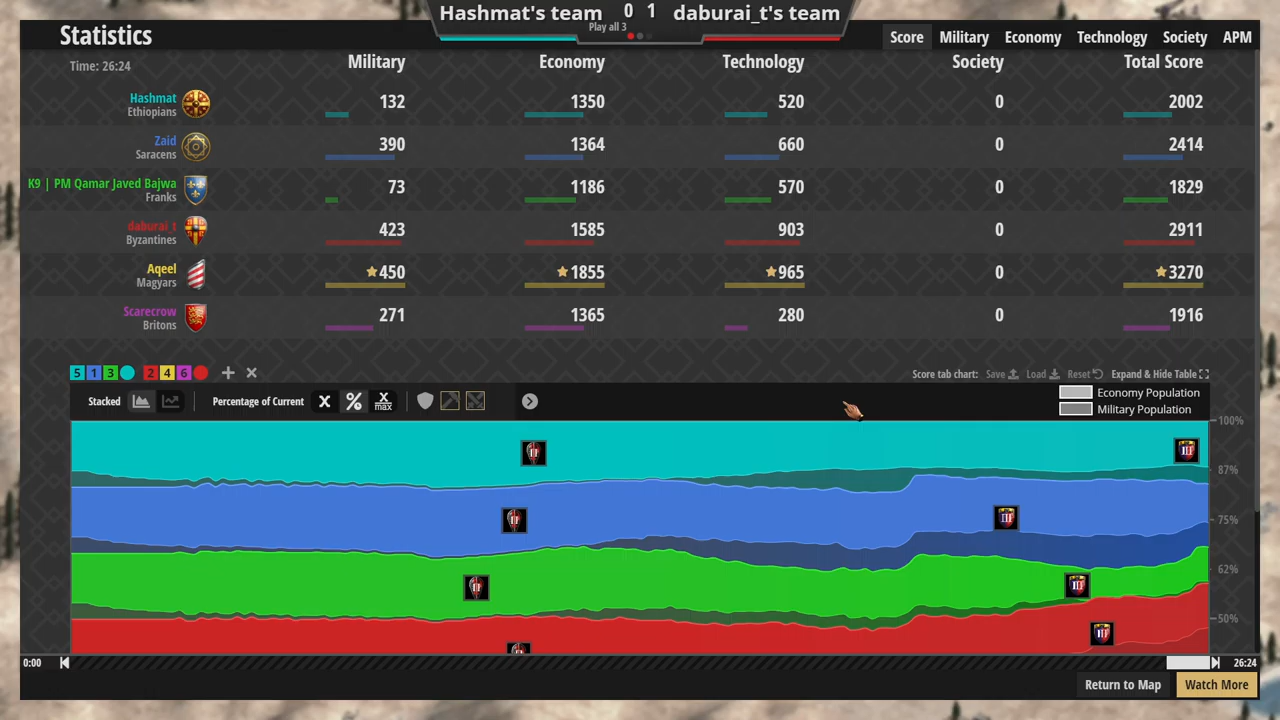 Hashmat's team 0 1 daburai_t's team
Play all 3
Statistics
Score Military Economy Technology Society APM
Time: 26:24
Military Economy Technology Society Total Score
Hashmat
Ethiopians
132 1350 520 0 2002
Zaid
Saracens
390 1364 660 0 2414
K9 | PM Qamar Javed Bajwa
Franks
73 1186 570 0 1829
daburai_t
Byzantines
423 1585 903 0 2911
Aqeel
Magyars
450 1855 965 0 3270
Scarecrow
Britons
271 1365 280 0 1916
5 1 3 2 4 6
Score tab chart: Save Load Reset Expand & Hide Table
Stacked Percentage of Current X % X max
Economy Population
Military Population
100%
87%
75%
62%
50%
0:00 26:24
Return to Map Watch More